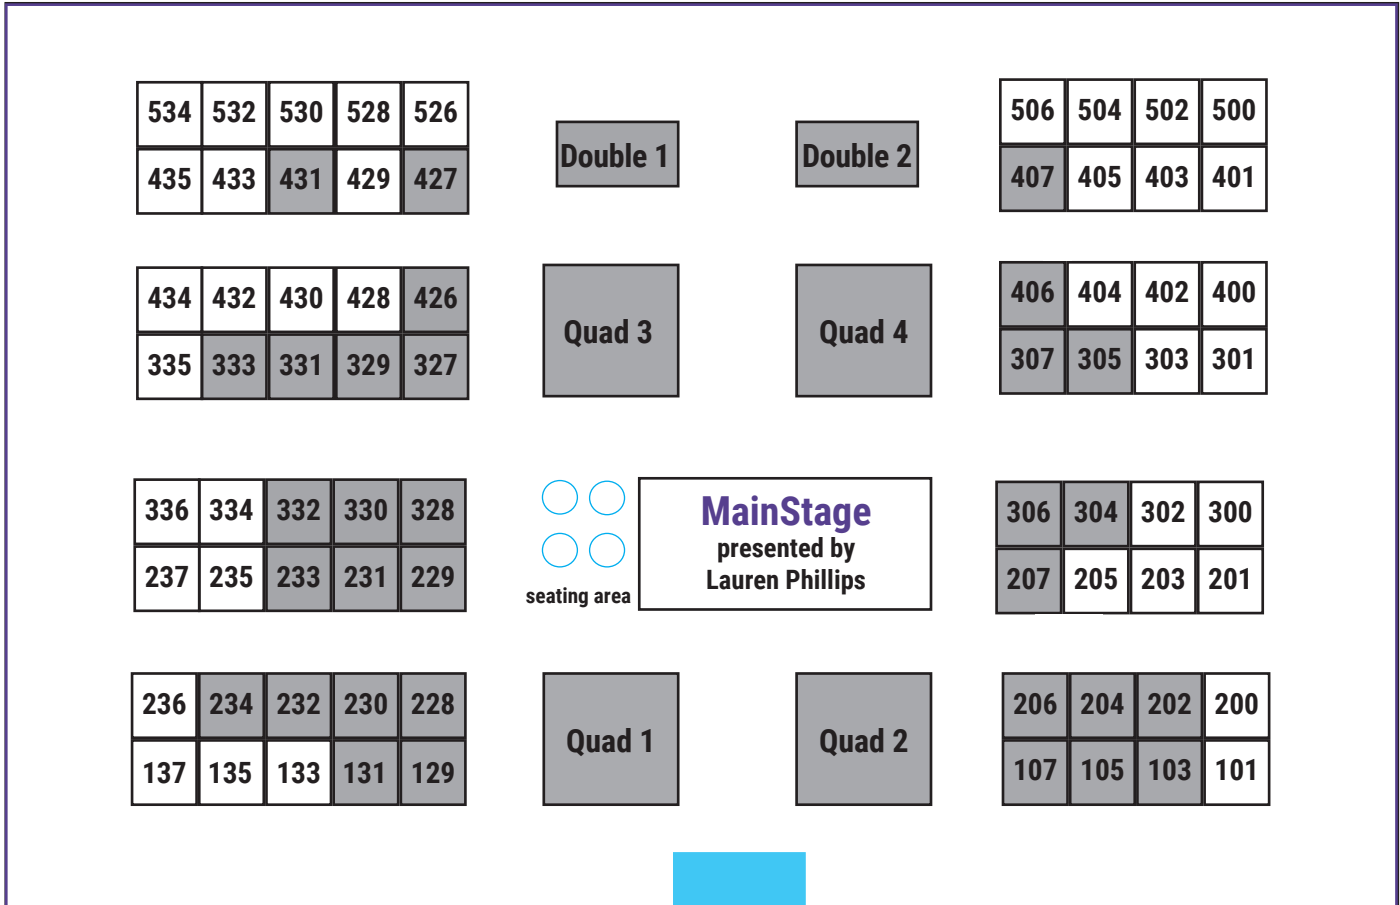 534 532 530 528 526
435 433 431 429 427
Double 1
Double 2
506 504 502 500
407 405 403 401
434 432 430 428 426
335 333 331 329 327
Quad 3
Quad 4
406 404 402 400
307 305 303 301
336 334 332 330 328
237 235 233 231 229
seating area
MainStage
presented by
Lauren Phillips
306 304 302 300
207 205 203 201
236 234 232 230 228
137 135 133 131 129
Quad 1
Quad 2
206 204 202 200
107 105 103 101